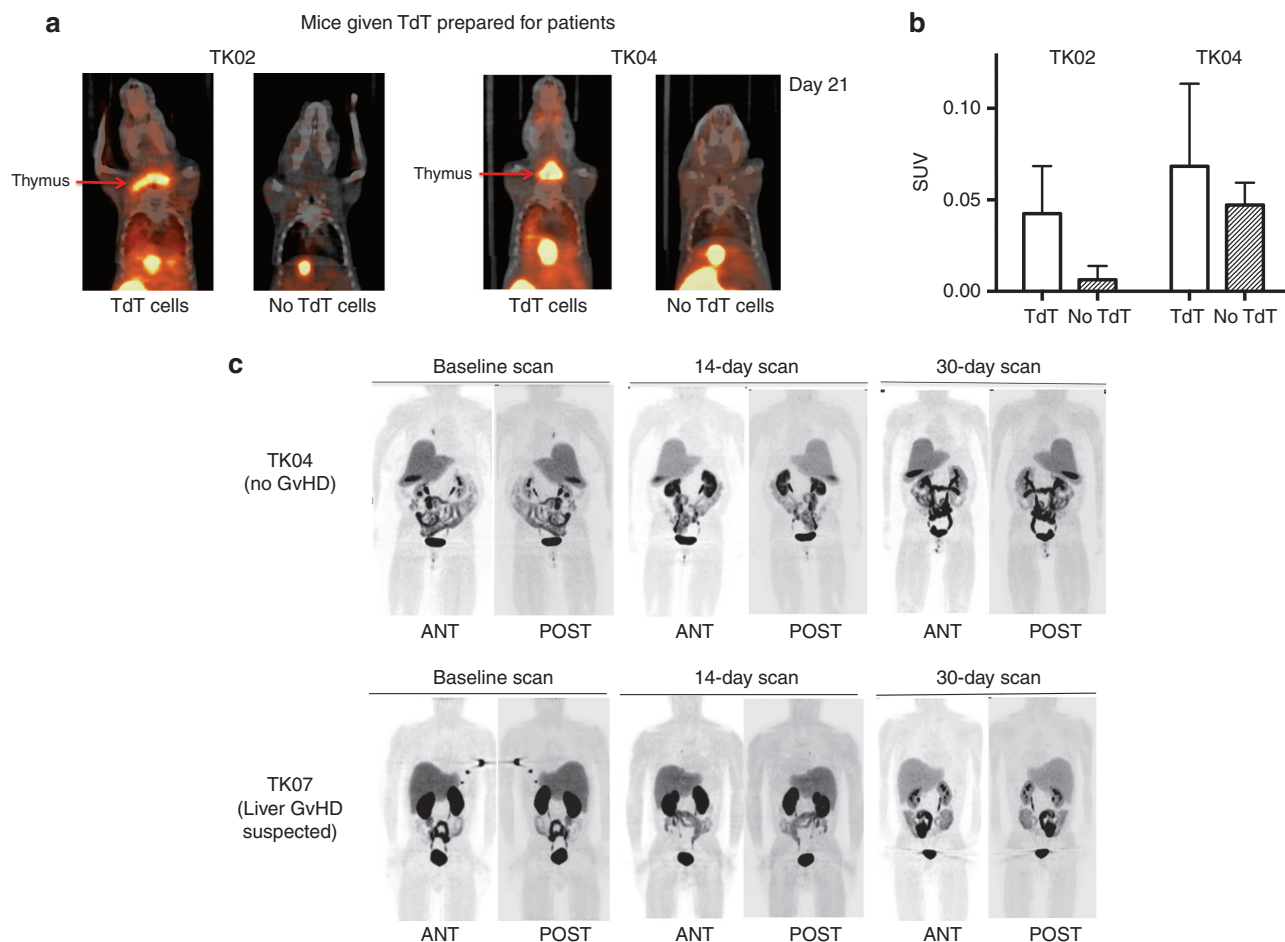 a
Mice given TdT prepared for patients
TK02
TK04
Day 21
Thymus
Thymus
TdT cells
No TdT cells
TdT cells
No TdT cells
b
TK02
TK04
0.10
0.05
0.00
SUV
TdT
No TdT
TdT
No TdT
c
Baseline scan
14-day scan
30-day scan
TK04
(no GvHD)
ANT
POST
ANT
POST
ANT
POST
Baseline scan
14-day scan
30-day scan
TK07
(Liver GvHD
suspected)
ANT
POST
ANT
POST
ANT
POST